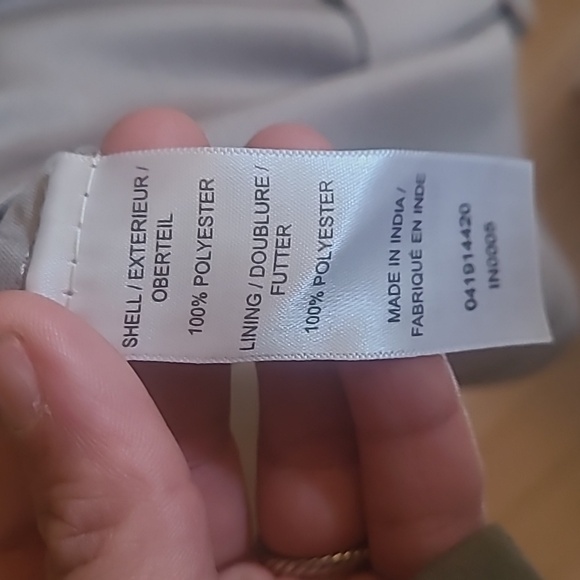 SHELL / EXTERIEUR /
OBERTEIL
100% POLYESTER
LINING / DOUBLURE /
FUTTER
100% POLYESTER
MADE IN INDIA /
FABRIQUÉ EN INDE
041914420
IN0005